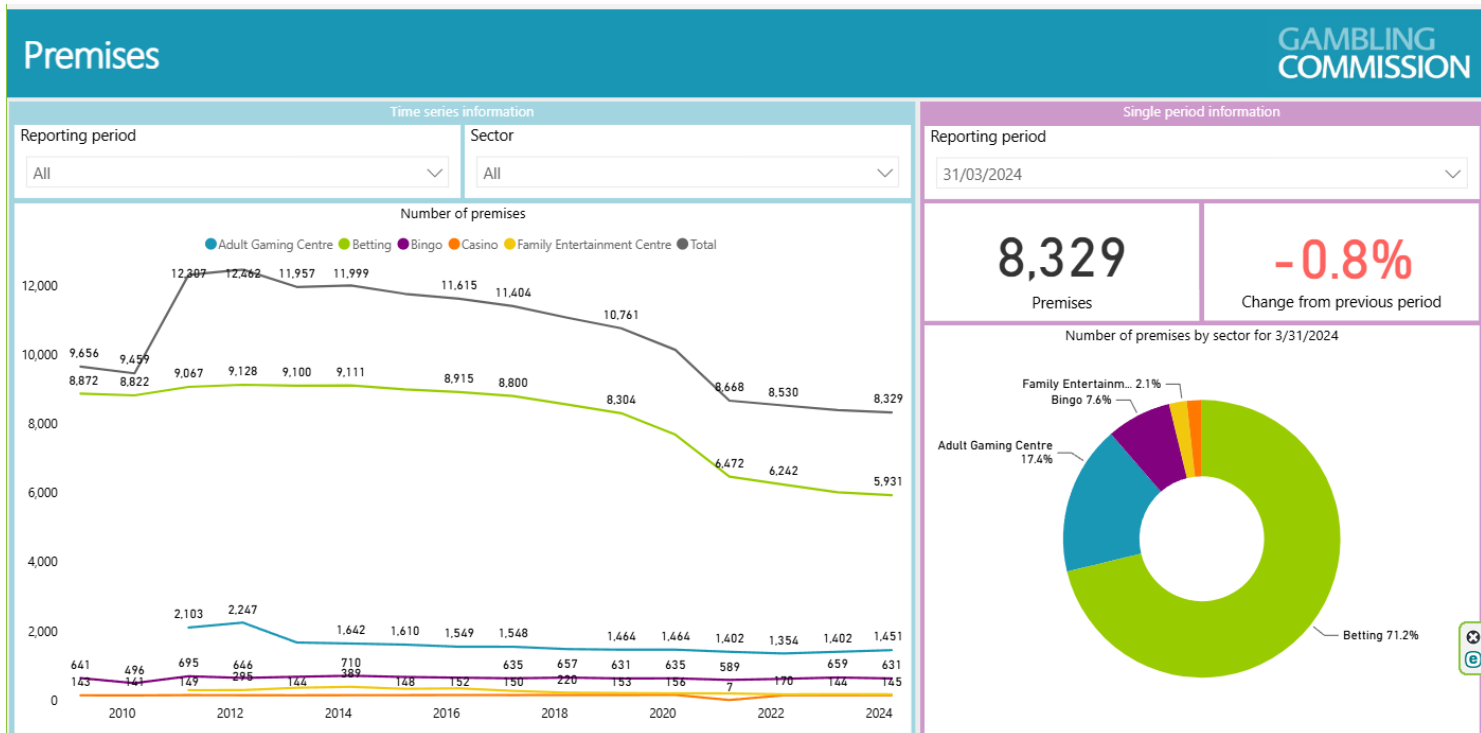 Premises
GAMBLING
COMMISSION
Time series information
Reporting period
Sector
All
All
Number of premises
Adult Gaming Centre Betting Bingo Casino Family Entertainment Centre Total
12,000
10,000
8,000
6,000
4,000
2,000
0
9,656 9,459 12,307 12,462 11,957 11,999 11,615 11,404 10,761 8,668 8,530 8,329
8,872 8,822 9,067 9,128 9,100 9,111 8,915 8,800 8,304 6,472 6,242 5,931
2,103 2,247 1,642 1,610 1,549 1,548 1,464 1,464 1,402 1,354 1,402 1,451
641 496 695 646 710 635 657 631 635 589 659 631
389
143 141 149 295 144 148 152 150 220 153 156 7 170 144 145
2010 2012 2014 2016 2018 2020 2022 2024
Single period information
Reporting period
31/03/2024
8,329
Premises
-0.8%
Change from previous period
Number of premises by sector for 3/31/2024
Family Entertainm... 2.1%
Bingo 7.6%
Adult Gaming Centre
17.4%
Betting 71.2%
e